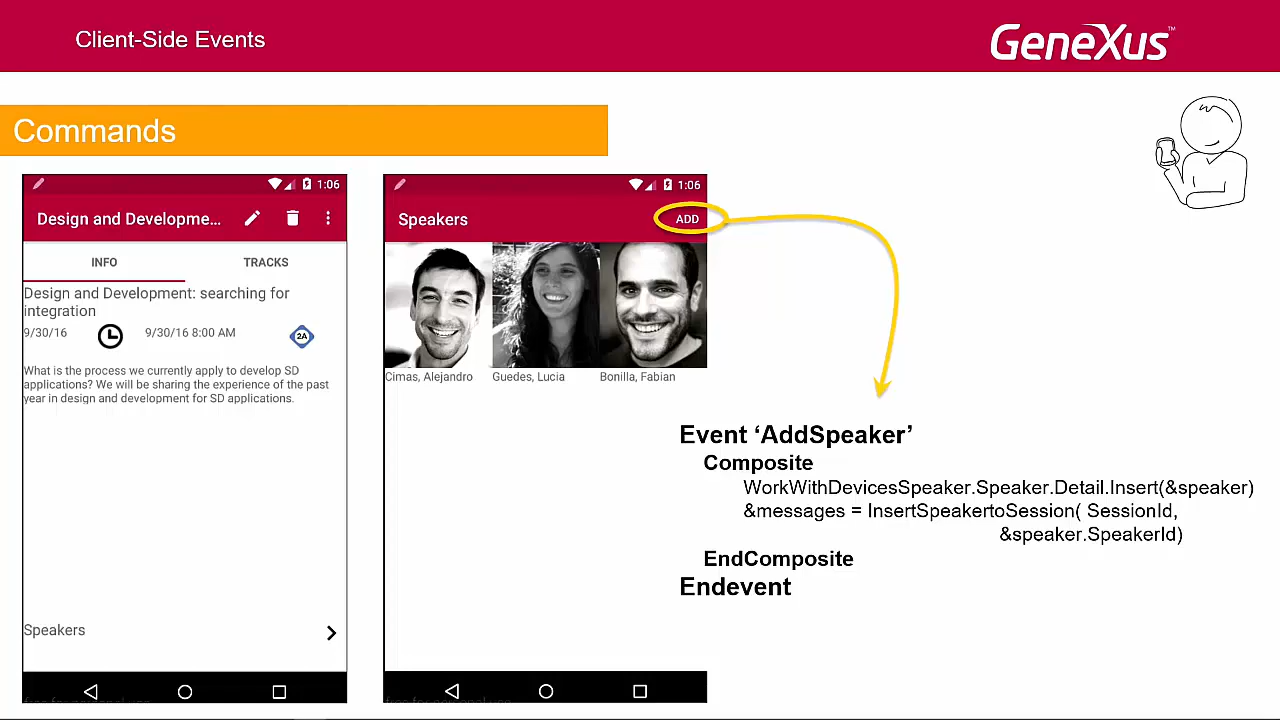 Client-Side Events
GeneXus™
Commands
1:06
Design and Developme...
INFO
TRACKS
Design and Development: searching for
integration
9/30/16
9/30/16 8:00 AM
2A
What is the process we currently apply to develop SD
applications? We will be sharing the experience of the past
year in design and development for SD applications.
Speakers
1:06
Speakers
ADD
Cimas, Alejandro
Guedes, Lucia
Bonilla, Fabian
Event ‘AddSpeaker’
Composite
WorkWithDevicesSpeaker.Speaker.Detail.Insert(&speaker)
&messages = InsertSpeakertoSession( SessionId,
&speaker.SpeakerId)
EndComposite
Endevent